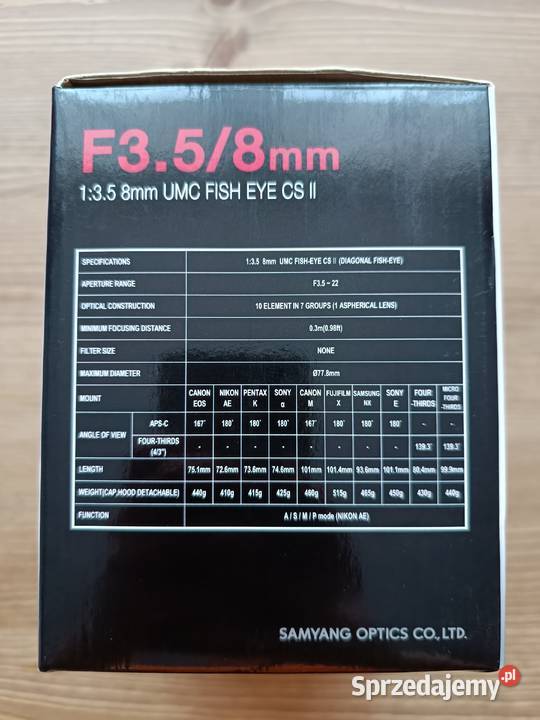 F3.5/8mm
1:3.5 8mm UMC FISH EYE CS II
SPECIFICATIONS 1:3.5 8mm UMC FISH-EYE CS II (DIAGONAL FISH-EYE)
APERTURE RANGE F3.5 ~ 22
OPTICAL CONSTRUCTION 10 ELEMENT IN 7 GROUPS (1 ASPHERICAL LENS)
MINIMUM FOCUSING DISTANCE 0.3m(0.98ft)
FILTER SIZE NONE
MAXIMUM DIAMETER Ø77.8mm
MOUNT CANON EOS NIKON AE PENTAX K SONY α CANON M FUJIFILM X SAMSUNG NX SONY E FOUR -THIRDS MICRO FOUR -THIRDS
ANGLE OF VIEW APS-C 167˚ 180˚ 180˚ 180˚ 167˚ 180˚ 180˚ 180˚ - -
FOUR-THIRDS (4/3") - - - - - - - - 139.3˚ 139.3˚
LENGTH 75.1mm 72.6mm 73.6mm 74.6mm 101mm 101.4mm 93.6mm 101.1mm 80.4mm 99.9mm
WEIGHT(CAP,HOOD DETACHABLE) 440g 410g 415g 425g 460g 515g 465g 450g 430g 440g
FUNCTION A / S / M / P mode (NIKON AE)
SAMYANG OPTICS CO., LTD.
Sprzedajemy.pl